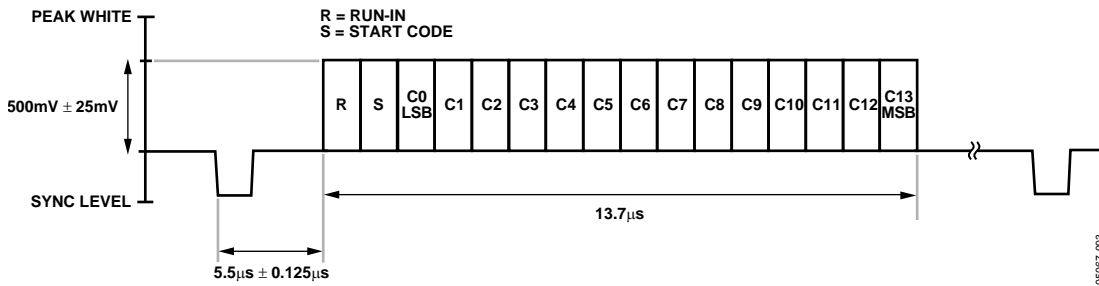 PEAK WHITE
R = RUN-IN
S = START CODE
500mV ± 25mV
R
S
C0
LSB
C1
C2
C3
C4
C5
C6
C7
C8
C9
C10
C11
C12
C13
MSB
SYNC LEVEL
13.7μs
5.5μs ± 0.125μs